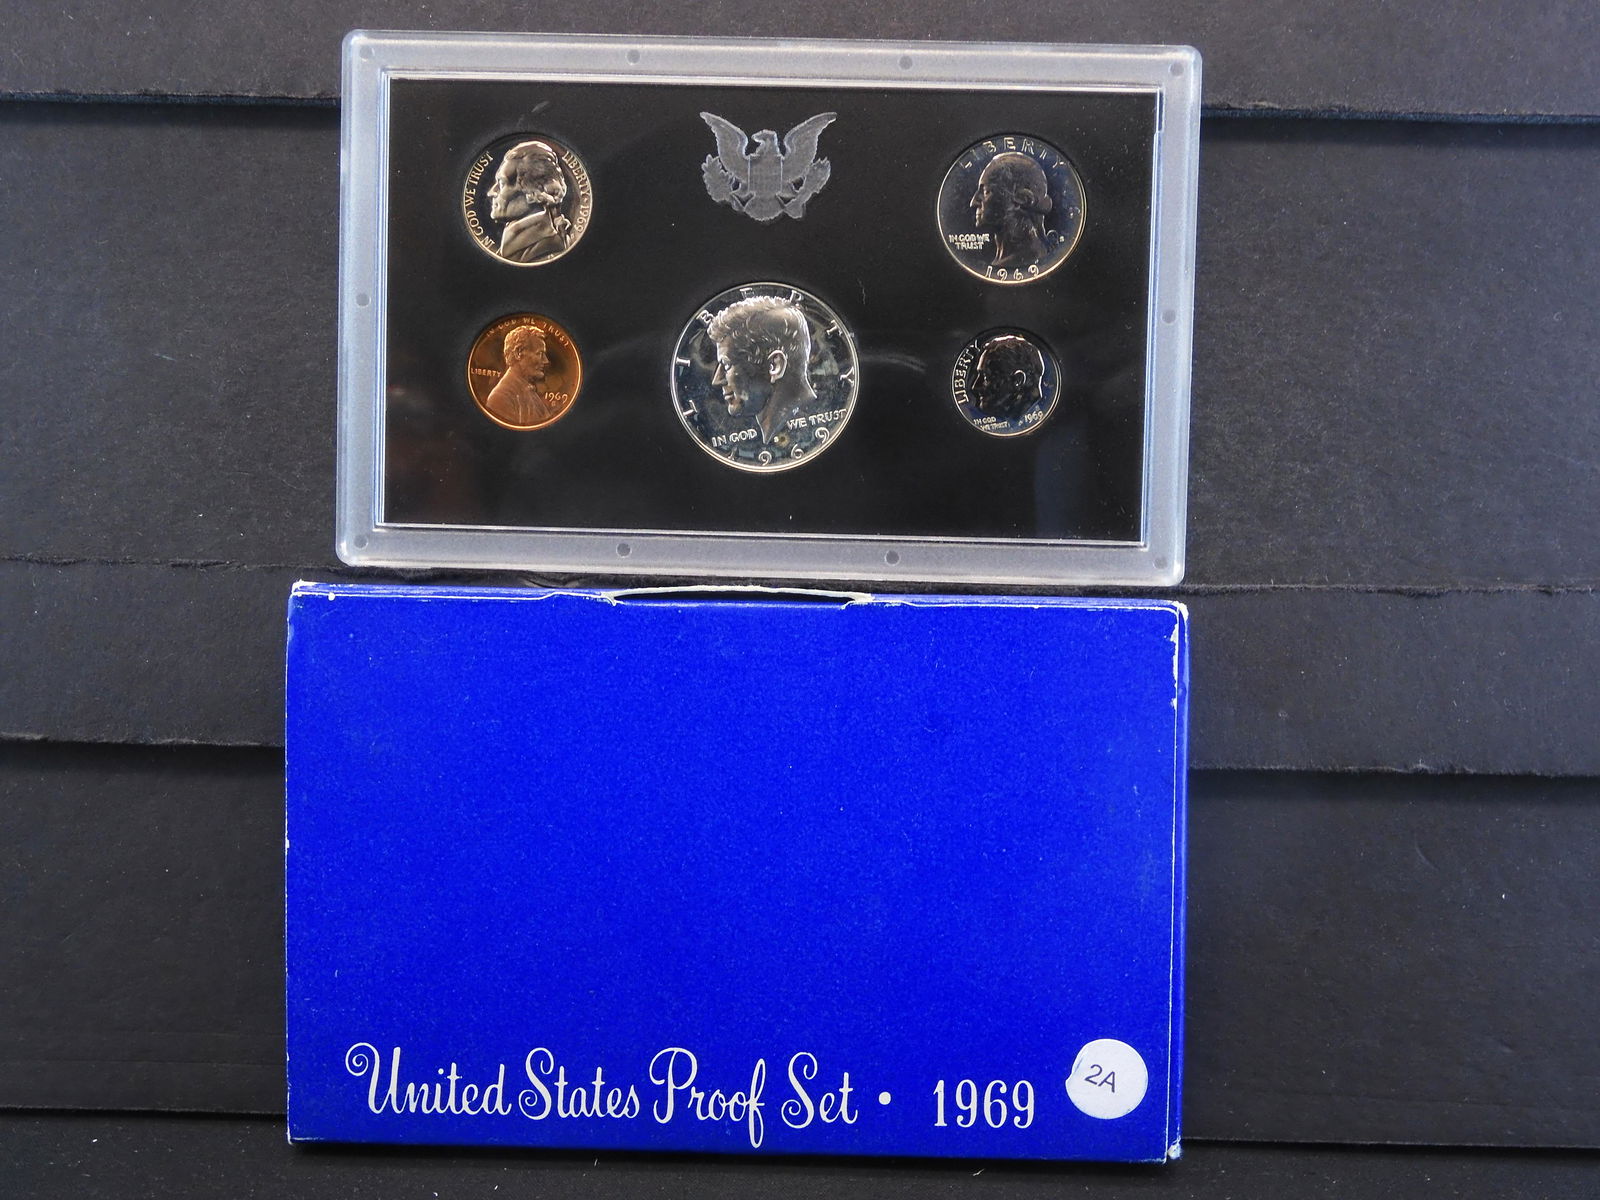 IN GOD WE TRUST
LIBERTY • 1969
LIBERTY
IN GOD WE
TRUST
1969
IN GOD WE TRUST
LIBERTY
1969
S
LIBERTY
IN GOD WE TRUST
1969
LIBERTY
IN GOD
WE TRUST
1969
United States Proof Set • 1969
2A